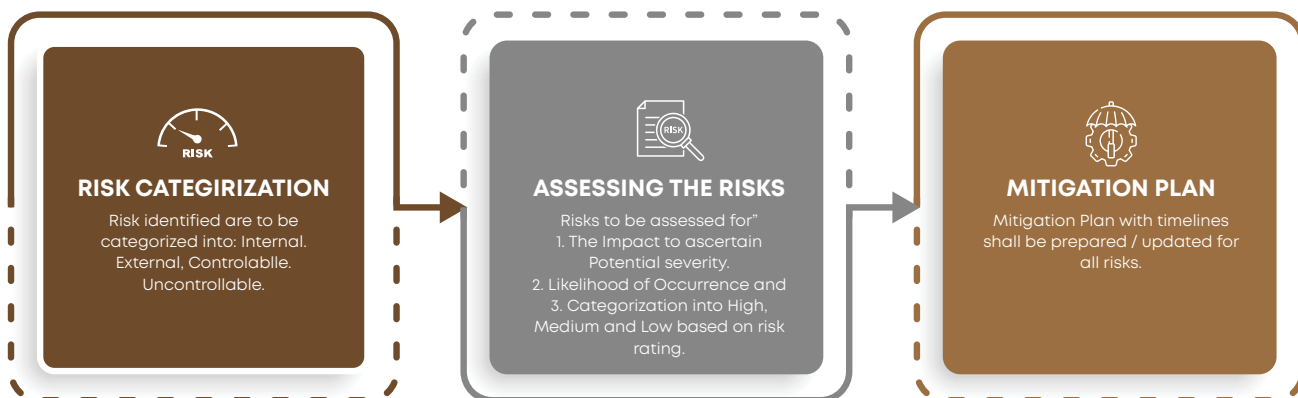 RISK
RISK CATEGIRIZATION
Risk identified are to be
categorized into: Internal.
External, Controlablle.
Uncontrollable.
RISK
ASSESSING THE RISKS
Risks to be assessed for”
1. The Impact to ascertain
Potential severity.
2. Likelihood of Occurrence and
3. Categorization into High,
Medium and Low based on risk
rating.
MITIGATION PLAN
Mitigation Plan with timelines
shall be prepared / updated for
all risks.